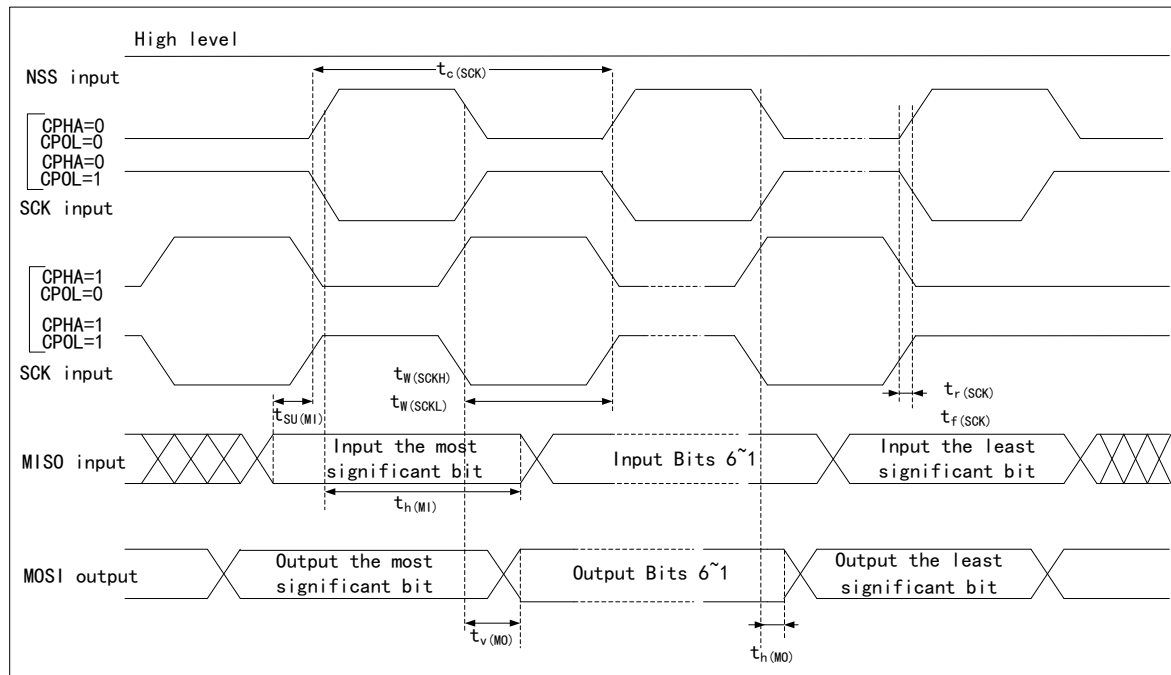 High level
NSS input
tc(SCK)
CPHA=0
CPOL=0
CPHA=0
CPOL=1
SCK input
CPHA=1
CPOL=0
CPHA=1
CPOL=1
SCK input
tW(SCKH)
tW(SCKL)
tr(SCK)
tf(SCK)
tSU(MI)
MISO input
Input the most
significant bit
Input Bits 6~1
Input the least
significant bit
th(MI)
MOSI output
Output the most
significant bit
Output Bits 6~1
Output the least
significant bit
tv(MO)
th(MO)